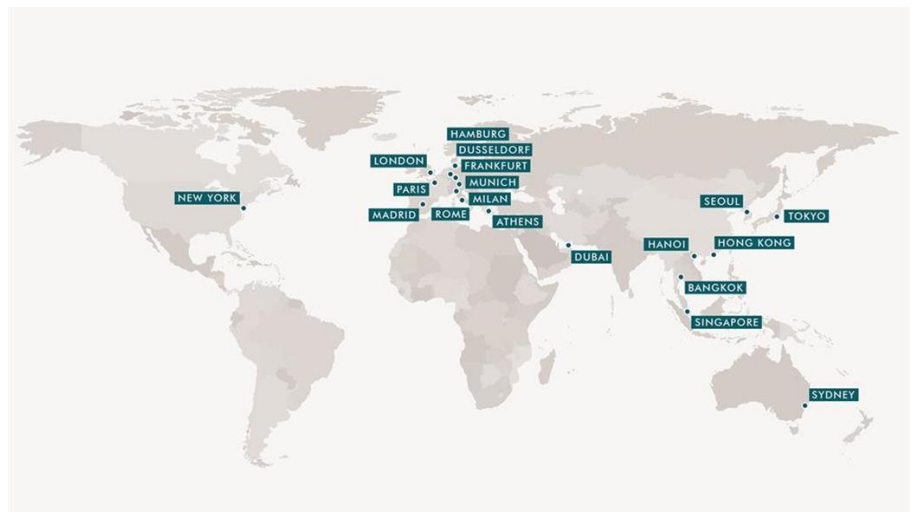 HAMBURG
DUSSELDORF
LONDON
FRANKFURT
PARIS
MUNICH
NEW YORK
MILAN
MADRID
ROME
ATHENS
SEOUL
TOKYO
DUBAI
HANOI
HONG KONG
BANGKOK
SINGAPORE
SYDNEY